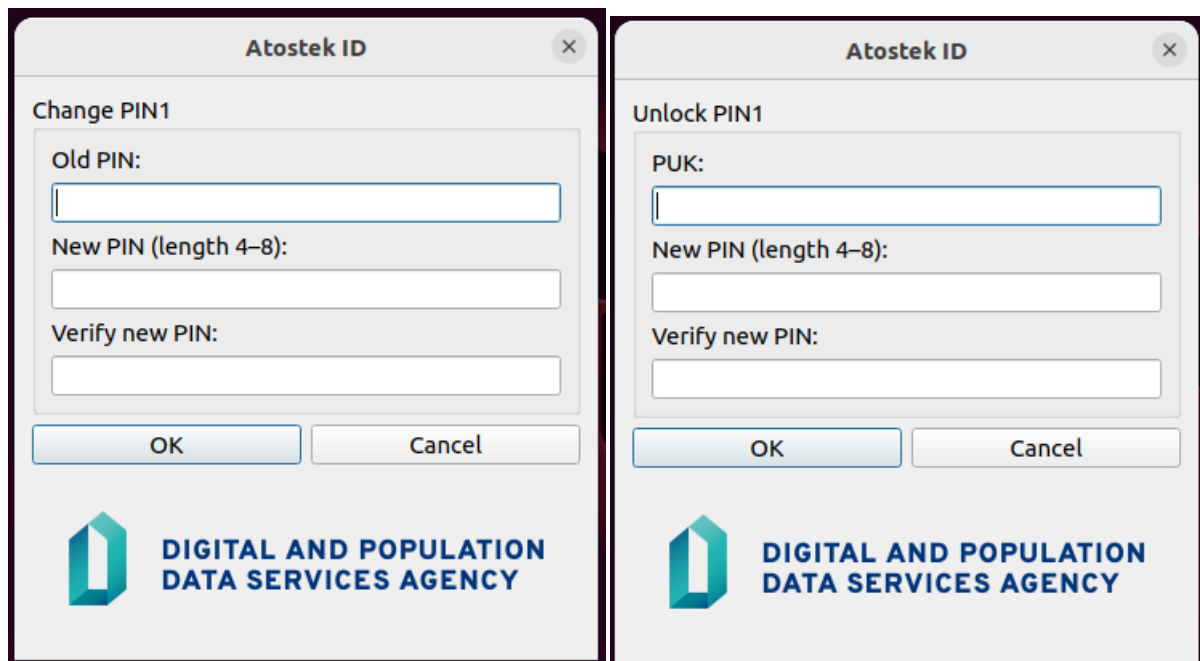 Atostek ID
Change PIN1
Old PIN:
New PIN (length 4–8):
Verify new PIN:
OK
Cancel
DIGITAL AND POPULATION
DATA SERVICES AGENCY
Atostek ID
Unlock PIN1
PUK:
New PIN (length 4–8):
Verify new PIN:
OK
Cancel
DIGITAL AND POPULATION
DATA SERVICES AGENCY